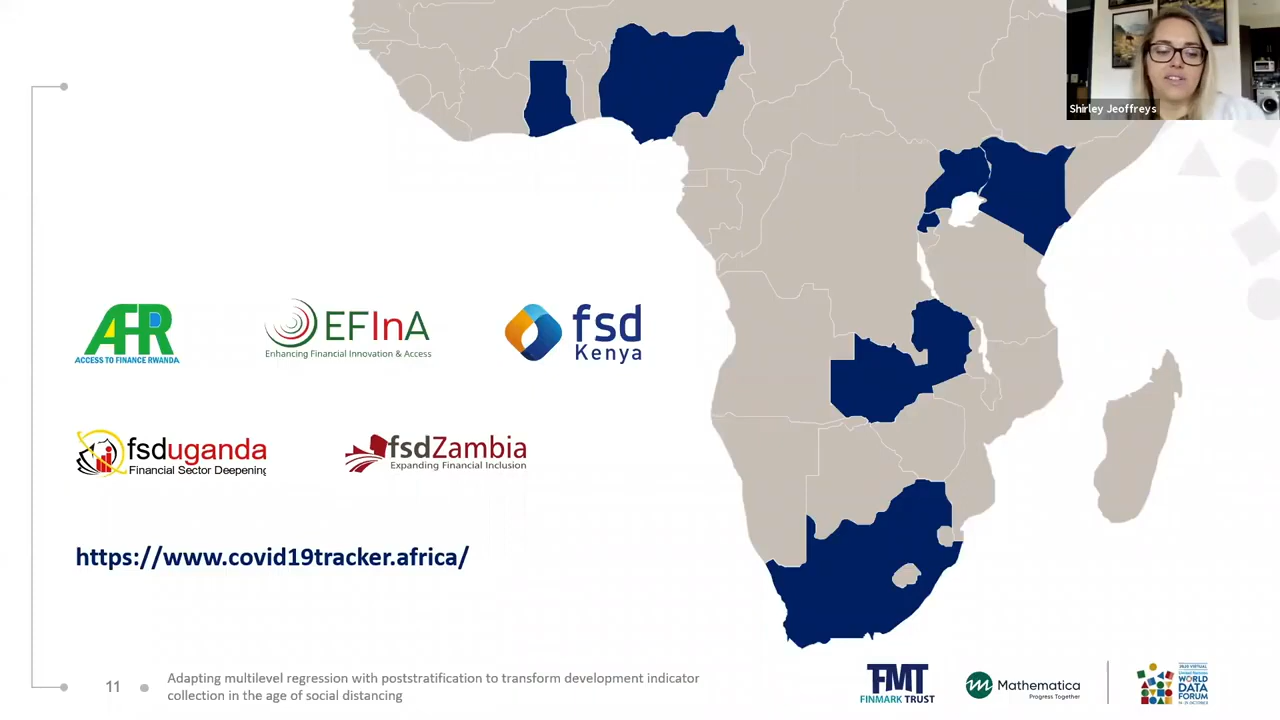 Shirley Jeoffreys
AFR
ACCESS TO FINANCE RWANDA
EFInA
Enhancing Financial Innovation & Access
fsd
Kenya
fsduganda
Financial Sector Deepening
fsdZambia
Expanding Financial Inclusion
https://www.covid19tracker.africa/
11
Adapting multilevel regression with poststratification to transform development indicator
collection in the age of social distancing
FMT
FINMARK TRUST
Mathematica
Progress Together
United Nations
WORLD
DATA
FORUM